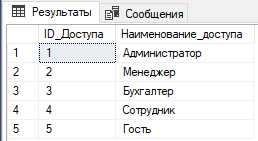 Результаты Сообщения
ID_Доступа Наименование_доступа
1 1 Администратор
2 2 Менеджер
3 3 Бухгалтер
4 4 Сотрудник
5 5 Гость